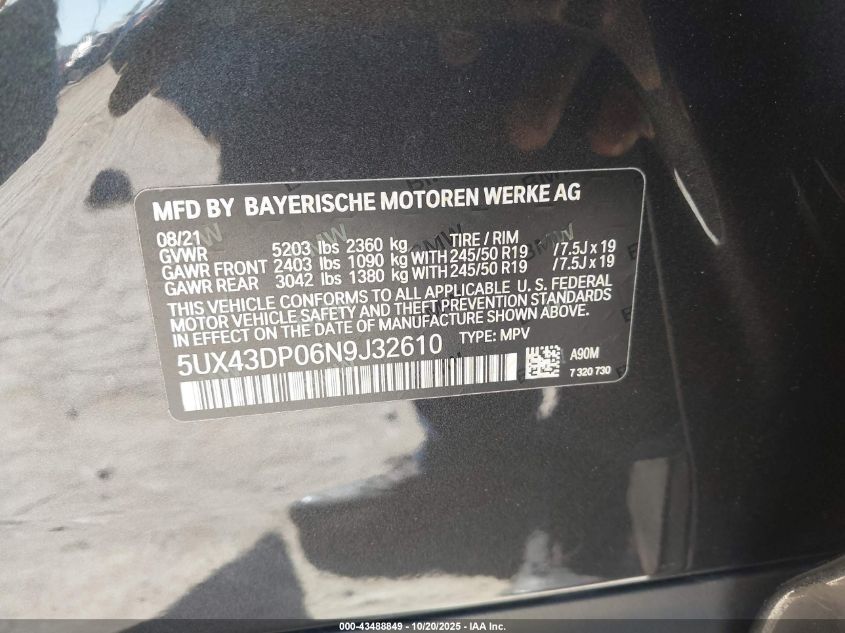 MFD BY BAYERISCHE MOTOREN WERKE AG
08/21 TIRE / RIM
GVWR 5203 lbs 2360 kg
GAWR FRONT 2403 lbs 1090 kg WITH 245/50 R19 / 7.5J x 19
GAWR REAR 3042 lbs 1380 kg WITH 245/50 R19 / 7.5J x 19
THIS VEHICLE CONFORMS TO ALL APPLICABLE U. S. FEDERAL
MOTOR VEHICLE SAFETY AND THEFT PREVENTION STANDARDS
IN EFFECT ON THE DATE OF MANUFACTURE SHOWN ABOVE.
5UX43DP06N9J32610 TYPE: MPV
A90M
7 320 730
000-43488849 | 10/20/2025 - IAA Inc.